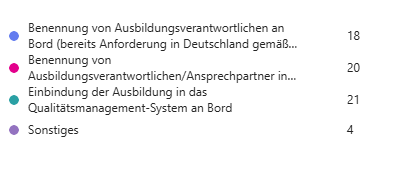 Benennung von Ausbildungsverantwortlichen an
Bord (bereits Anforderung in Deutschland gemäß...
18
Benennung von
Ausbildungsverantwortlichen/Ansprechpartner in...
20
Einbindung der Ausbildung in das
Qualitätsmanagement-System an Bord
21
Sonstiges
4